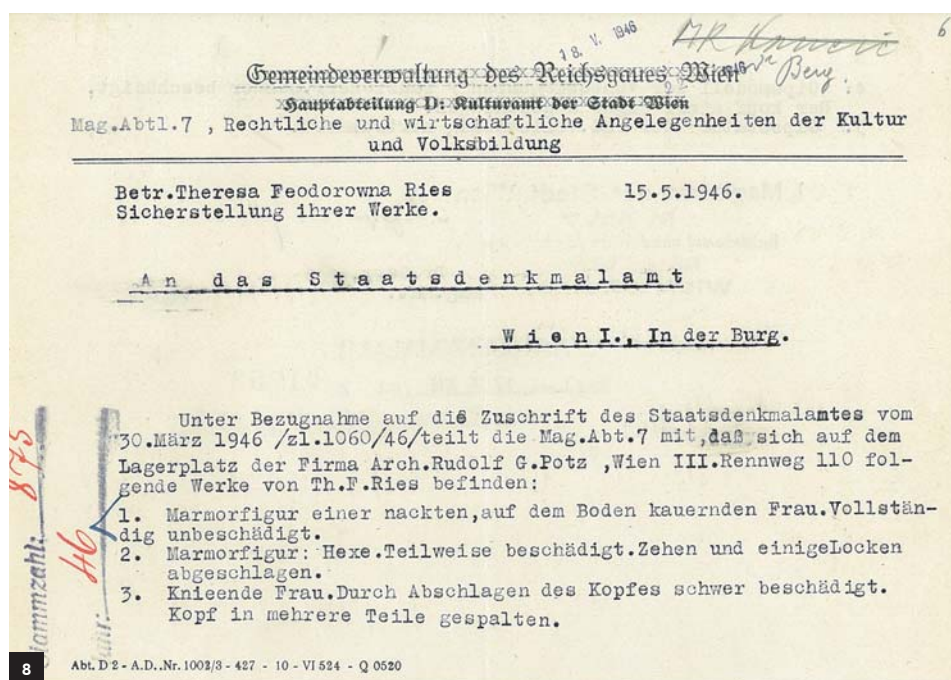 18. V. 1946
6
Berg.
Gemeindeverwaltung des Reichsgaues Wien
Hauptabteilung D: Kulturamt der Stadt Wien
Mag.Abtl.7 , Rechtliche und wirtschaftliche Angelegenheiten der Kultur
und Volksbildung
Betr.Theresa Feodorowna Ries 15.5.1946.
Sicherstellung ihrer Werke.
An das Staatsdenkmalamt
Wien I., In der Burg.
Unter Bezugnahme auf die Zuschrift des Staatsdenkmalamtes vom
30.März 1946 /zl.1060/46/teilt die Mag.Abt.7 mit,daß sich auf dem
Lagerplatz der Firma Arch.Rudolf G.Potz ,Wien III.Rennweg 110 fol-
gende Werke von Th.F.Ries befinden:
1. Marmorfigur einer nackten,auf dem Boden kauernden Frau.Vollstän-
dig unbeschädigt.
2. Marmorfigur: Hexe.Teilweise beschädigt.Zehen und einigeLocken
abgeschlagen.
3. Knieende Frau.Durch Abschlagen des Kopfes schwer beschädigt.
Kopf in mehrere Teile gespalten.
Stammzahl: 875
Jahr: 46
8
Abt. D 2 - A.D..Nr. 1002/3 - 427 - 10 - VI 524 - Q 0520